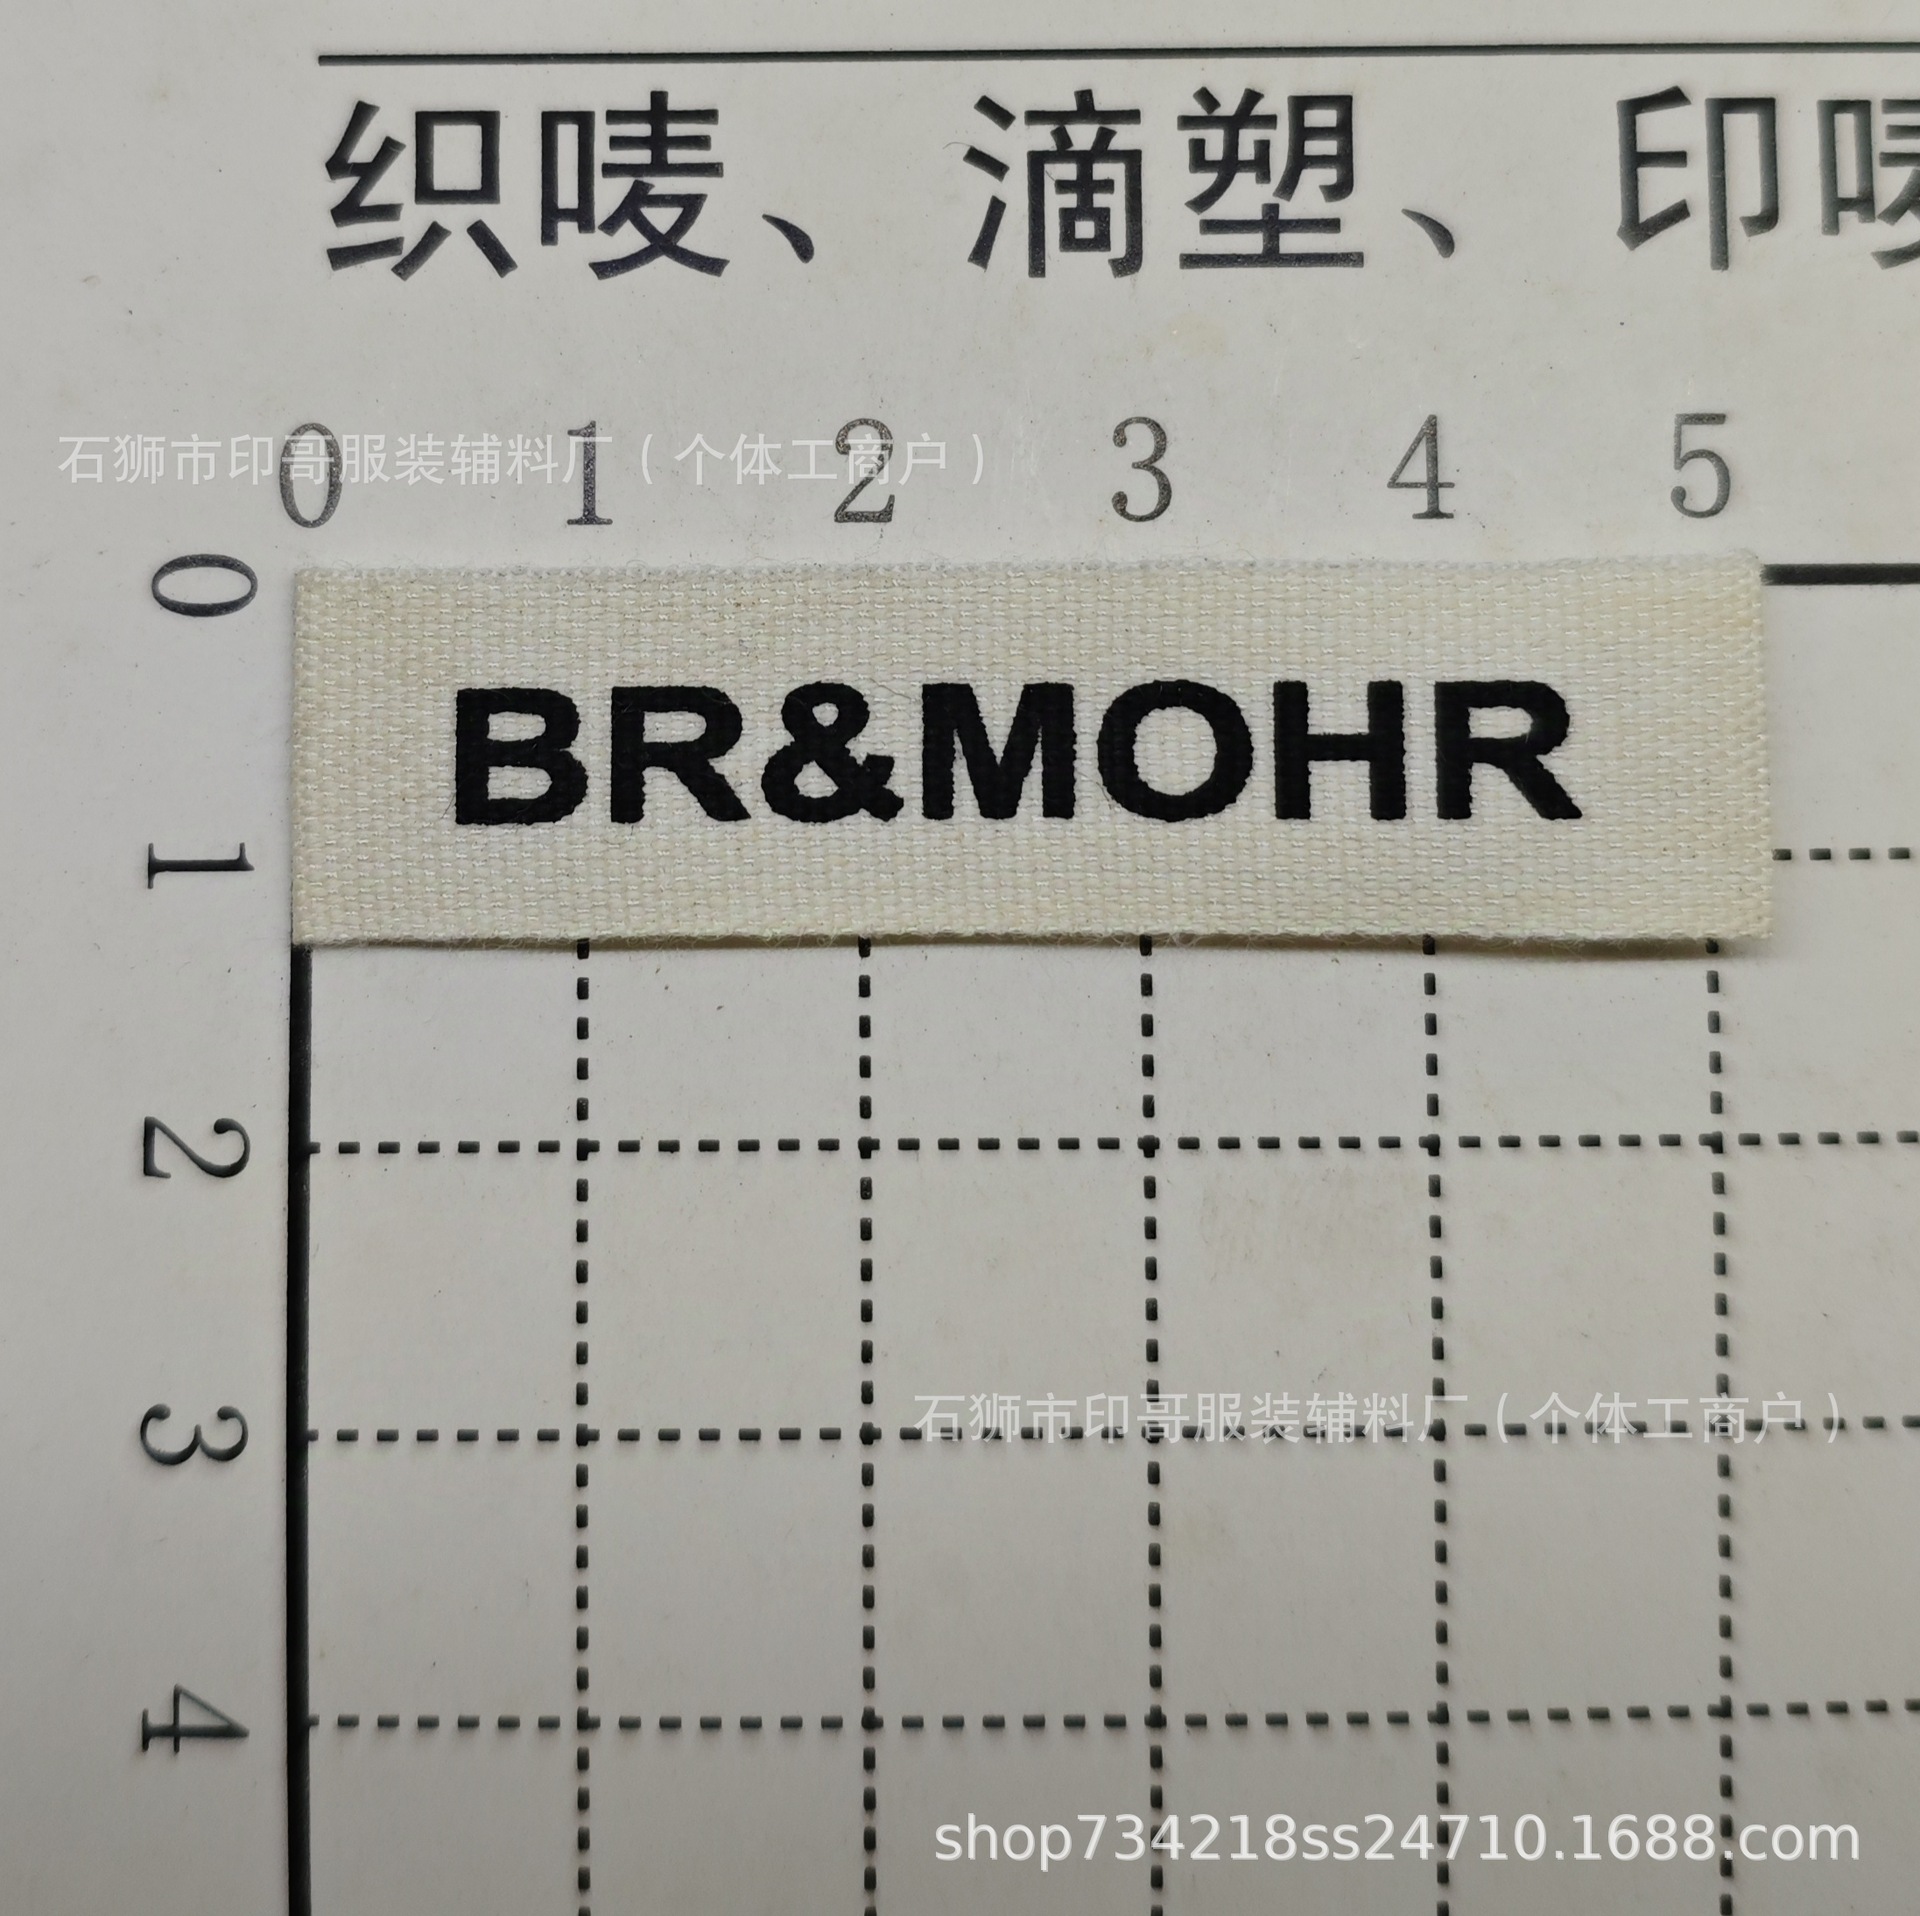 织唛、滴塑、印唛
石狮市印哥服装辅料厂(个体工商户)
0 1 2 3 4 5
0
BR&MOHR
1
2
3
石狮市印哥服装辅料厂(个体工商户)
4
shop734218ss24710.1688.com